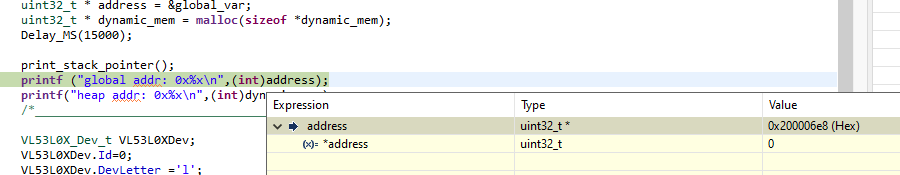 uint32_t * address = &global_var;
uint32_t * dynamic_mem = malloc(sizeof *dynamic_mem);
Delay_MS(15000);
print_stack_pointer();
printf ("global addr: 0x%x\n",(int)address);
printf("heap addr: 0x%x\n",(int)dyn
/*
Expression Type Value
address uint32_t * 0x200006e8 (Hex)
(x)= *address uint32_t 0
VL53L0X_Dev_t VL53L0XDev;
VL53L0XDev.Id=0;
VL53L0XDev.DevLetter ='l';